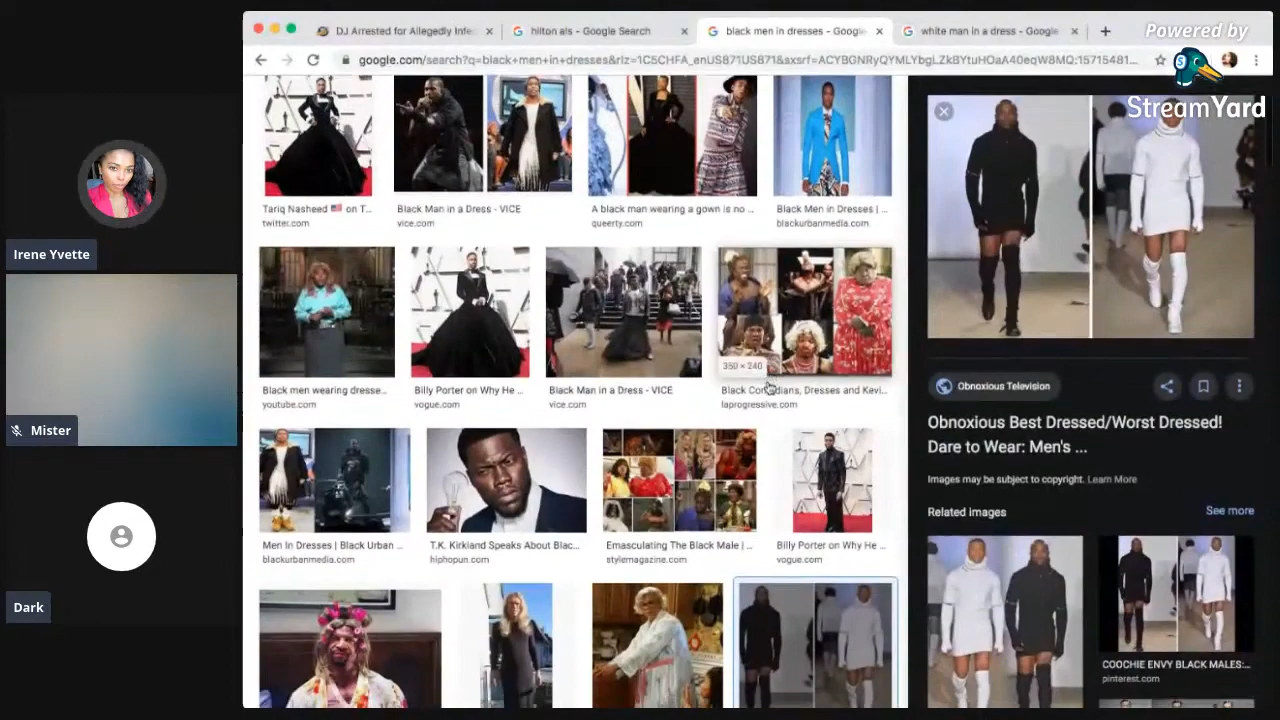 DJ Arrested for Allegedly Infe
hilton als - Google Search
black men in dresses - Google
white man in a dress - Google
Powered by
StreamYard
google.com/search?q=black+men+in+dresses&rlz=1C5CHFA_enUS871US871&sxsrf=ACYBGNRyQYMLYbgLZkBYtuHOaA40eqW8MQ:15715481...
Tariq Nasheed 🇺🇸 on T...
twitter.com
Black Man in a Dress - VICE
vice.com
A black man wearing a gown is no ...
queerty.com
Black Men in Dresses | ...
blackurbanmedia.com
Irene Yvette
350 × 240
Black men wearing dresse...
youtube.com
Billy Porter on Why He ...
vogue.com
Black Man in a Dress - VICE
vice.com
Dresses and Kevi...
laprogressive.com
Obnoxious Television
Obnoxious Best Dressed/Worst Dressed!
Dare to Wear: Men's ...
Images may be subject to copyright. Learn More
Related images
See more
Mister
Men In Dresses | Black Urban ...
blackurbanmedia.com
T.K. Kirkland Speaks About Blac...
hiphopun.com
Emasculating The Black Male | ...
stylemagazine.com
Billy Porter on Why He ...
vogue.com
Dark
COOCHIE ENVY BLACK MALES:...
pinterest.com